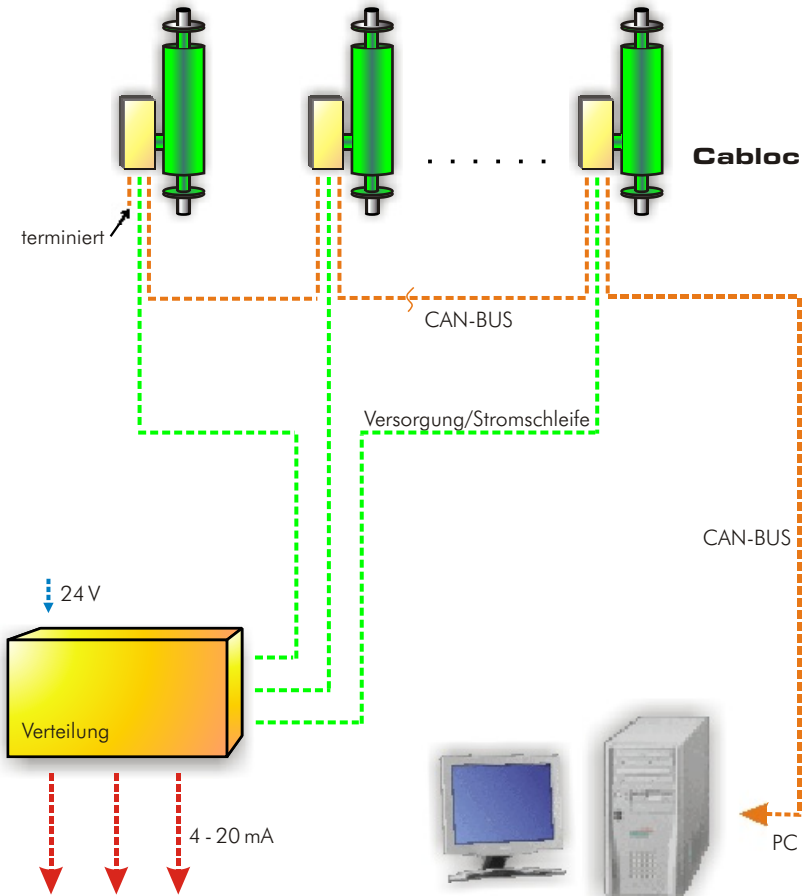 Cabloc
terminiert
CAN-BUS
Versorgung/Stromschleife
CAN-BUS
24 V
Verteilung
4 - 20 mA
PC